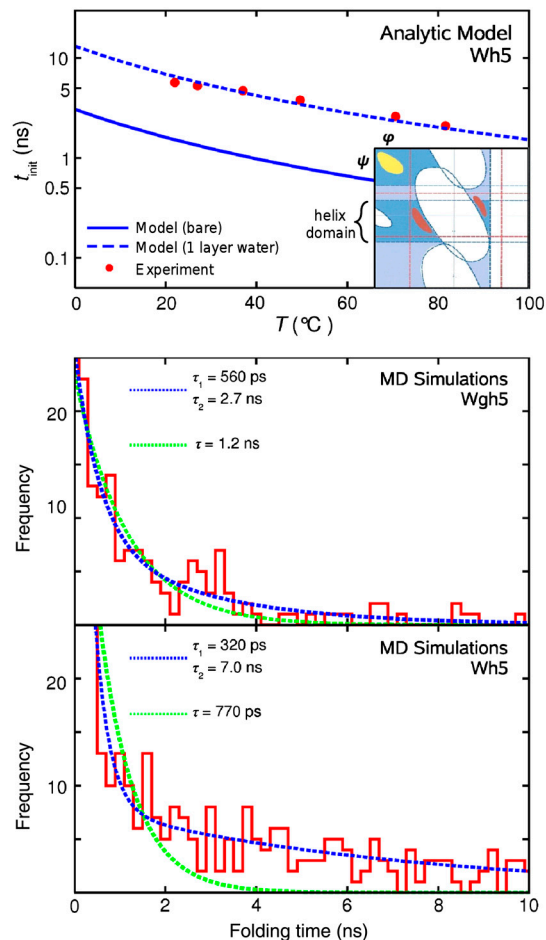 Analytic Model
Wh5
10
5
1
0.5
0.1
t_init (ns)
φ
ψ
helix
domain
Model (bare)
Model (1 layer water)
Experiment
0 20 40 60 80 100
T (°C)
MD Simulations
Wgh5
τ₁ = 560 ps
τ₂ = 2.7 ns
τ = 1.2 ns
20
10
Frequency
MD Simulations
Wh5
τ₁ = 320 ps
τ₂ = 7.0 ns
τ = 770 ps
20
10
Frequency
0 2 4 6 8 10
Folding time (ns)